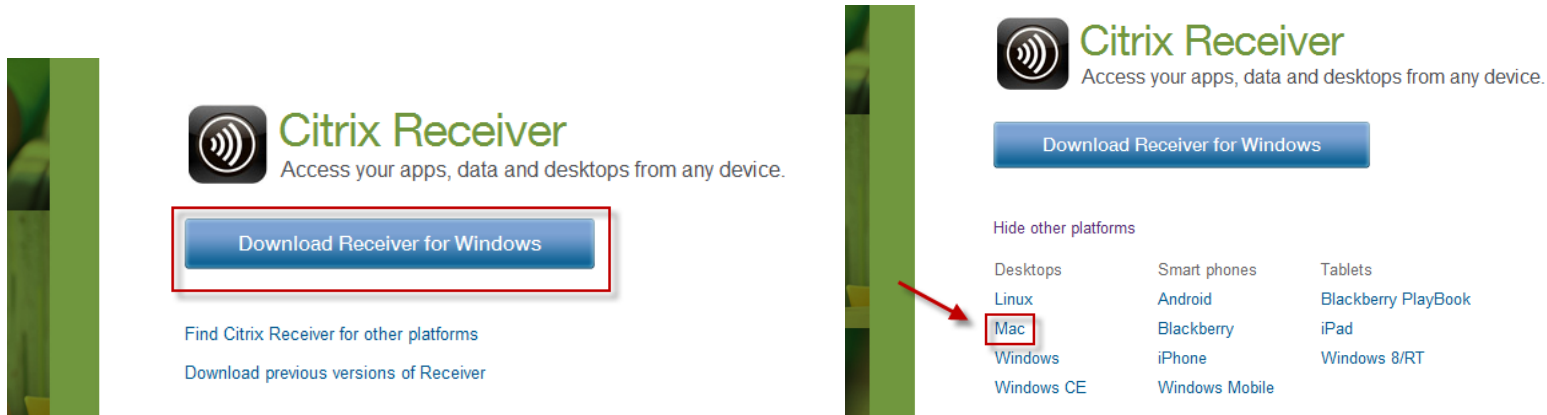 Citrix Receiver
Access your apps, data and desktops from any device.
Download Receiver for Windows
Find Citrix Receiver for other platforms
Download previous versions of Receiver
Citrix Receiver
Access your apps, data and desktops from any device.
Download Receiver for Windows
Hide other platforms
Desktops Smart phones Tablets
Linux Android Blackberry PlayBook
Mac Blackberry iPad
Windows iPhone Windows 8/RT
Windows CE Windows Mobile